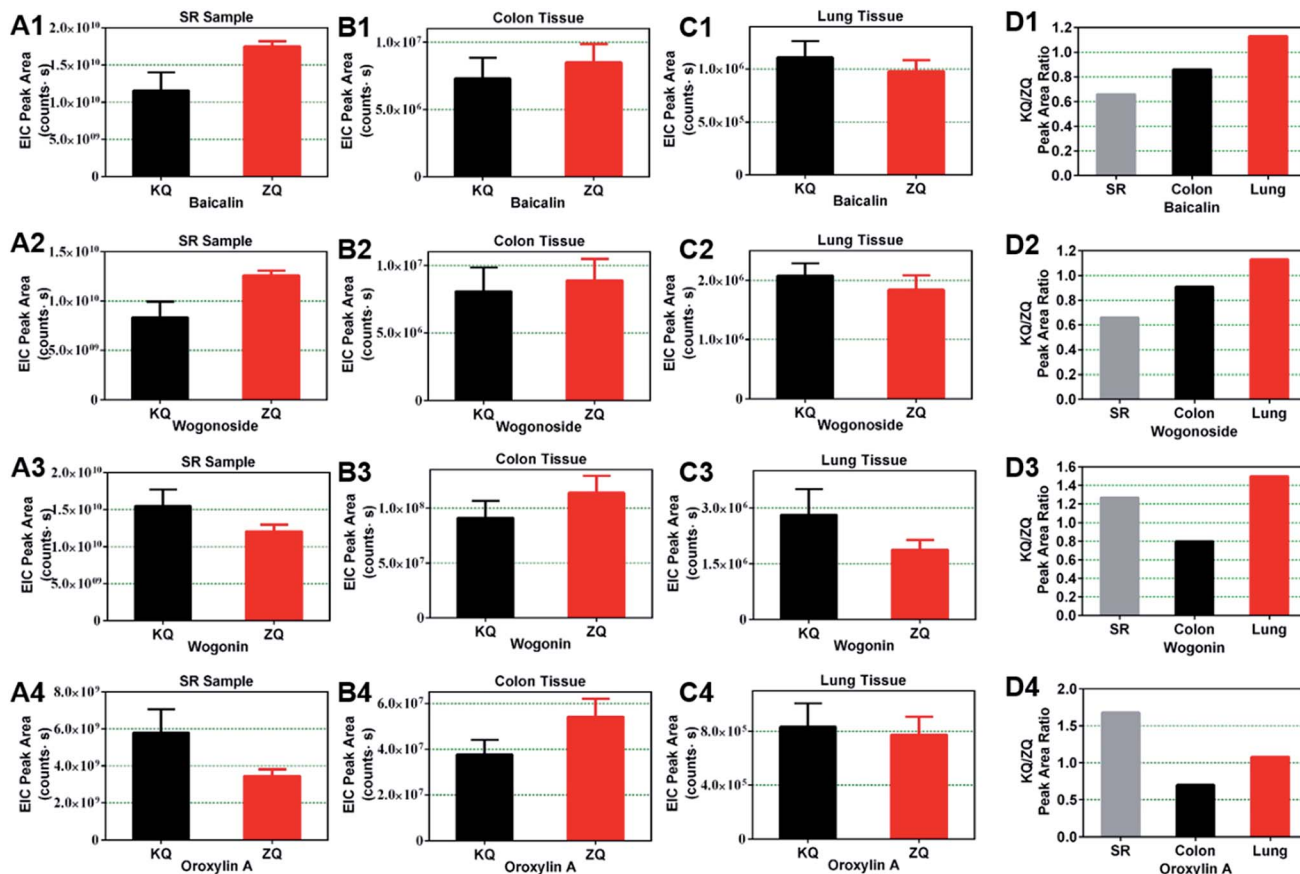 A1
SR Sample
EIC Peak Area
(counts· s)
2.0×10¹⁰
1.5×10¹⁰
1.0×10¹⁰
5.0×10⁰⁹
0
KQ ZQ
Baicalin
B1
Colon Tissue
EIC Peak Area
(counts· s)
1.0×10⁷
5.0×10⁶
0
KQ ZQ
Baicalin
C1
Lung Tissue
EIC Peak Area
(counts· s)
1.0×10⁶
5.0×10⁵
0
KQ ZQ
Baicalin
D1
KQ/ZQ
Peak Area Ratio
1.2
1.0
0.8
0.6
0.4
0.2
0.0
SR Colon Lung
Baicalin
A2
SR Sample
EIC Peak Area
(counts· s)
1.5×10¹⁰
1.0×10¹⁰
5.0×10⁰⁹
0
KQ ZQ
Wogonoside
B2
Colon Tissue
EIC Peak Area
(counts· s)
1.0×10⁷
5.0×10⁶
0
KQ ZQ
Wogonoside
C2
Lung Tissue
EIC Peak Area
(counts· s)
2.0×10⁶
1.0×10⁶
0
KQ ZQ
Wogonoside
D2
KQ/ZQ
Peak Area Ratio
1.2
1.0
0.8
0.6
0.4
0.2
0.0
SR Colon Lung
Wogonoside
A3
SR Sample
EIC Peak Area
(counts· s)
2.0×10¹⁰
1.5×10¹⁰
1.0×10¹⁰
5.0×10⁰⁹
0
KQ ZQ
Wogonin
B3
Colon Tissue
EIC Peak Area
(counts· s)
1.0×10⁸
5.0×10⁷
0
KQ ZQ
Wogonin
C3
Lung Tissue
EIC Peak Area
(counts· s)
3.0×10⁶
1.5×10⁶
0
KQ ZQ
Wogonin
D3
KQ/ZQ
Peak Area Ratio
1.6
1.4
1.2
1.0
0.8
0.6
0.4
0.2
0.0
SR Colon Lung
Wogonin
A4
SR Sample
EIC Peak Area
(counts· s)
8.0×10⁹
6.0×10⁹
4.0×10⁹
2.0×10⁹
0
KQ ZQ
Oroxylin A
B4
Colon Tissue
EIC Peak Area
(counts· s)
6.0×10⁷
4.0×10⁷
2.0×10⁷
0
KQ ZQ
Oroxylin A
C4
Lung Tissue
EIC Peak Area
(counts· s)
8.0×10⁵
4.0×10⁵
0
KQ ZQ
Oroxylin A
D4
KQ/ZQ
Peak Area Ratio
2.0
1.5
1.0
0.5
0.0
SR Colon Lung
Oroxylin A